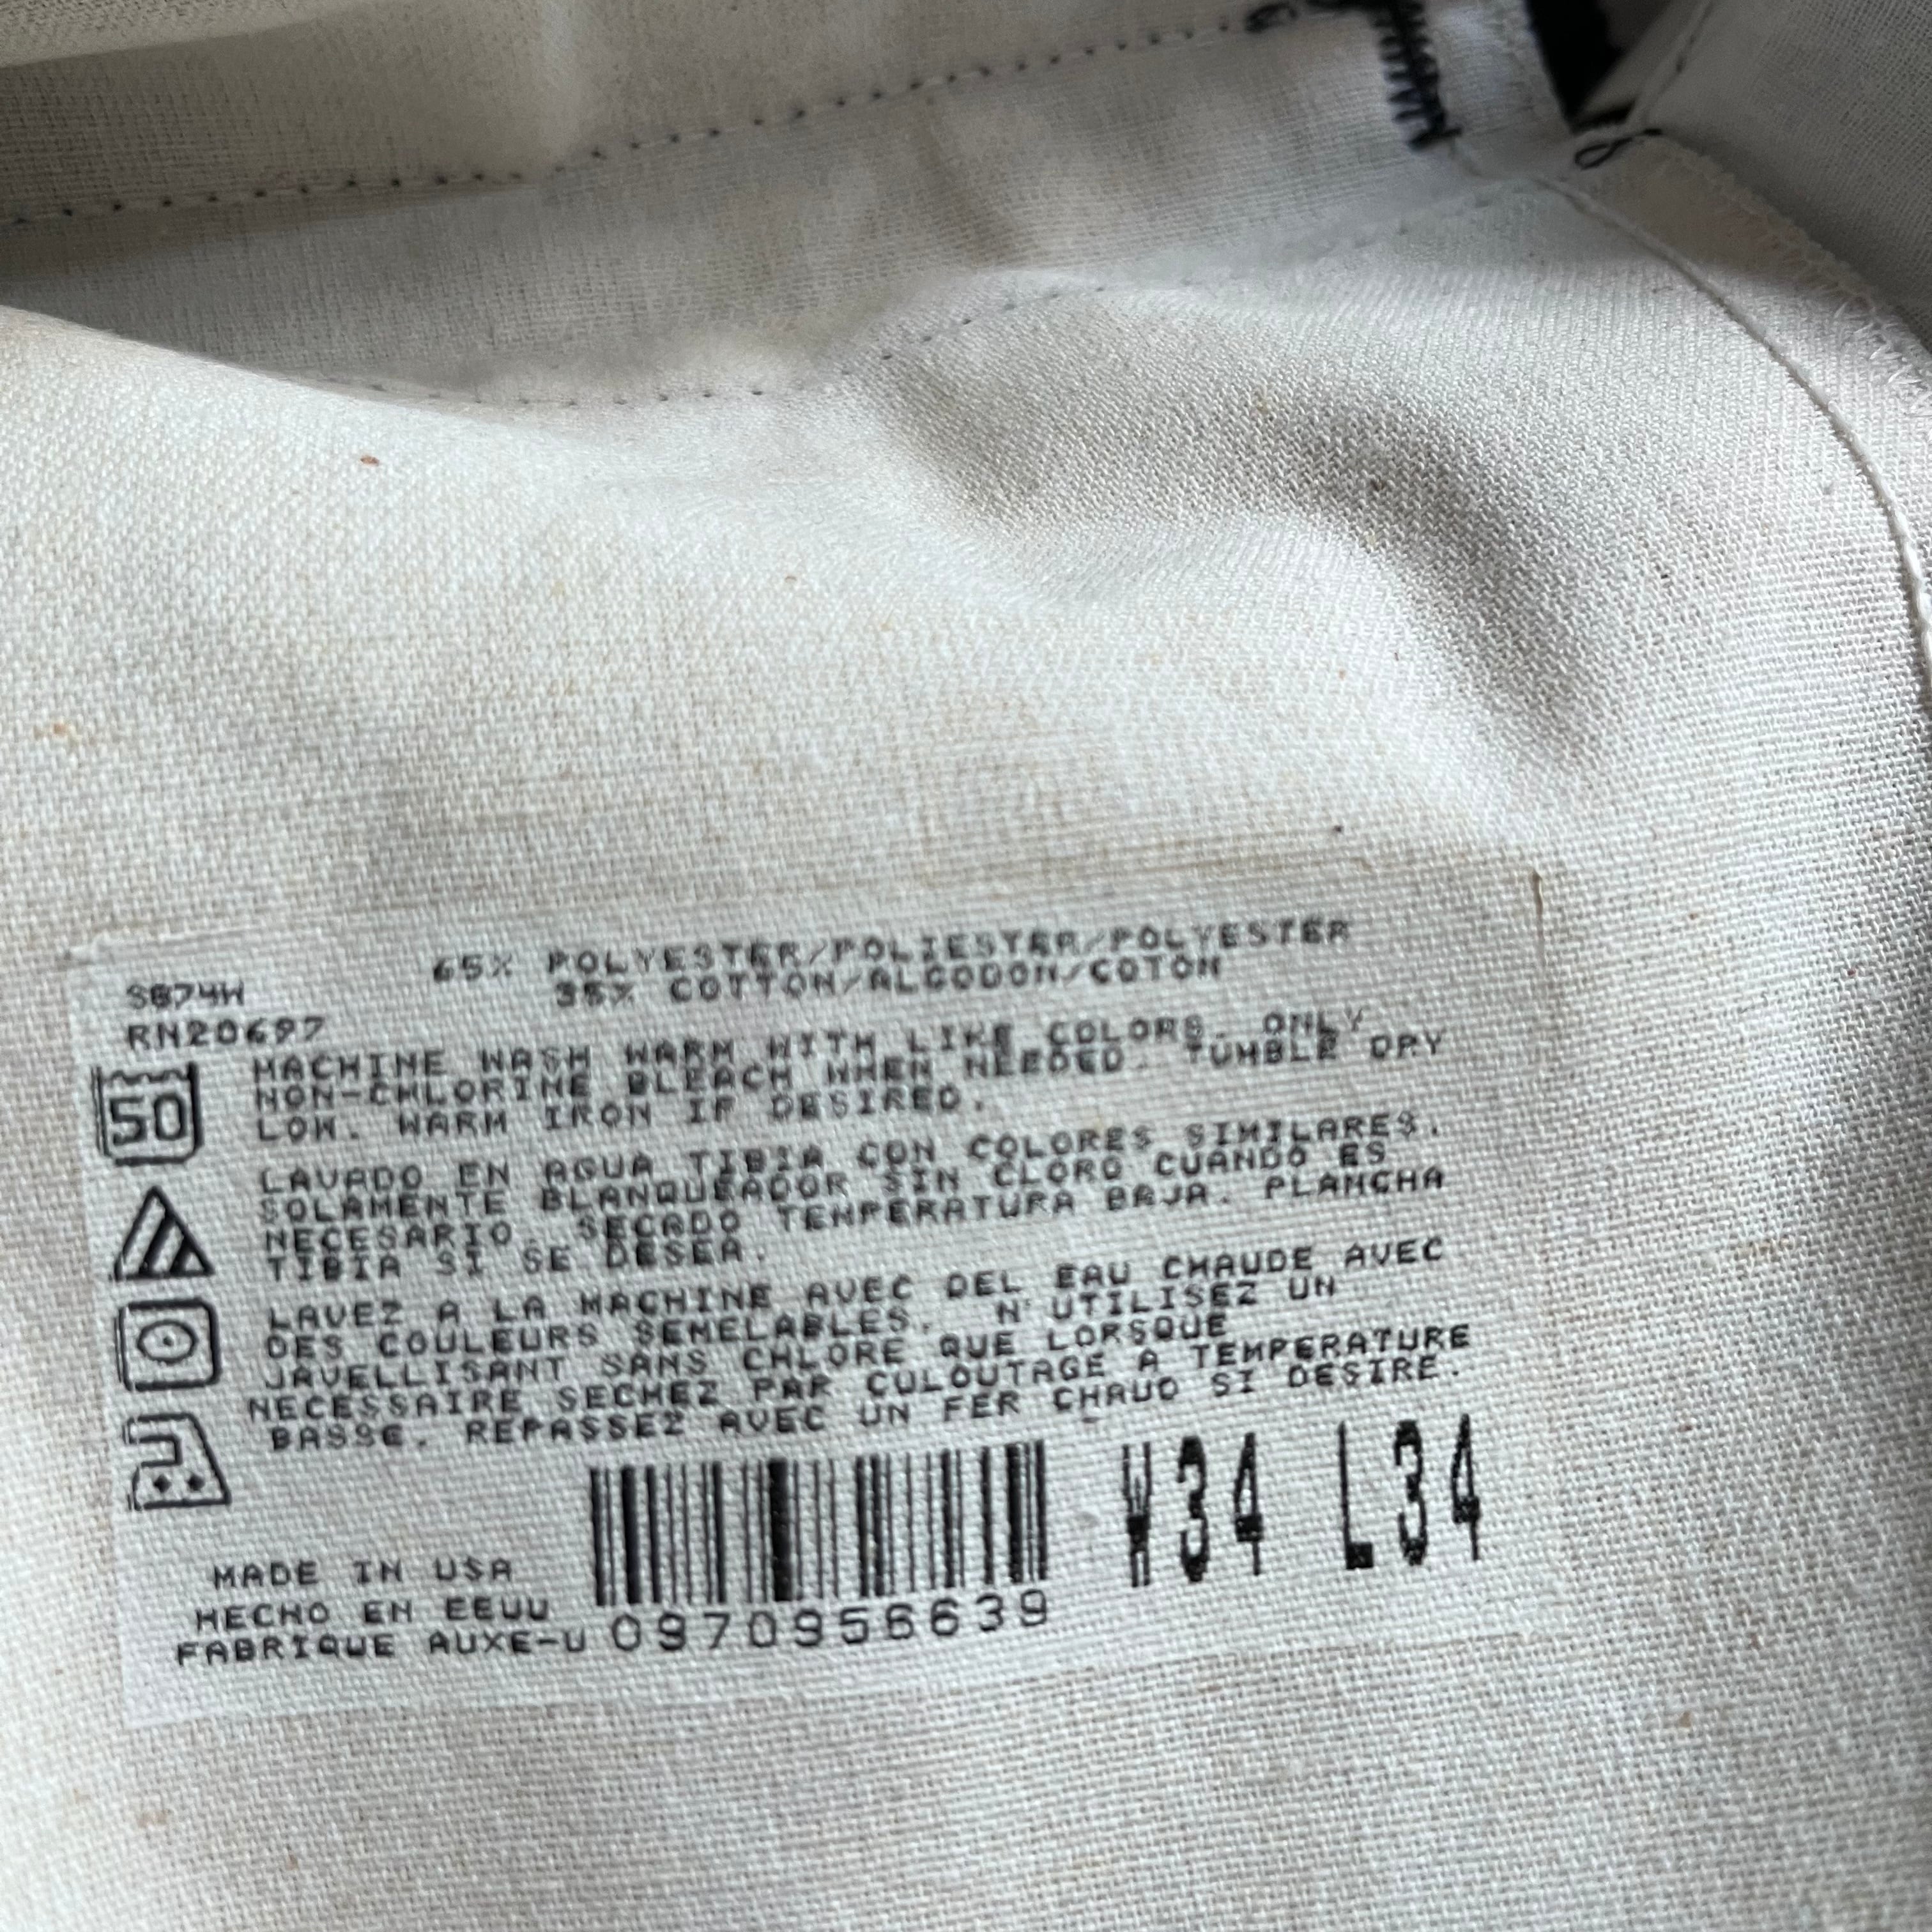 65% POLYESTER/POLIESTER/POLYESTER
35% COTTON/ALGODON/COTON
S874W
RN20697
MACHINE WASH WARM WITH LIKE COLORS. ONLY
NON-CHLORINE BLEACH WHEN NEEDED. TUMBLE DRY
LOW. WARM IRON IF DESIRED.
50
LAVADO EN AGUA TIBIA CON COLORES SIMILARES.
SOLAMENTE BLANQUEADOR SIN CLORO CUANDO ES
NECESARIO. SECADO TEMPERATURA BAJA. PLANCHA
TIBIA SI SE DESEA.
LAVEZ A LA MACHINE AVEC DEL EAU CHAUDE AVEC
DES COULEURS SEMELABLES. N'UTILISEZ UN
JAVELLISANT SANS CHLORE QUE LORSQUE
NECESSAIRE SECHEZ PAR CULOUTAGE A TEMPERATURE
BASSE. REPASSEZ AVEC UN FER CHAUD SI DESIRE.
W34 L34
MADE IN USA
HECHO EN EEUU
FABRIQUE AUXE-U
0970956639